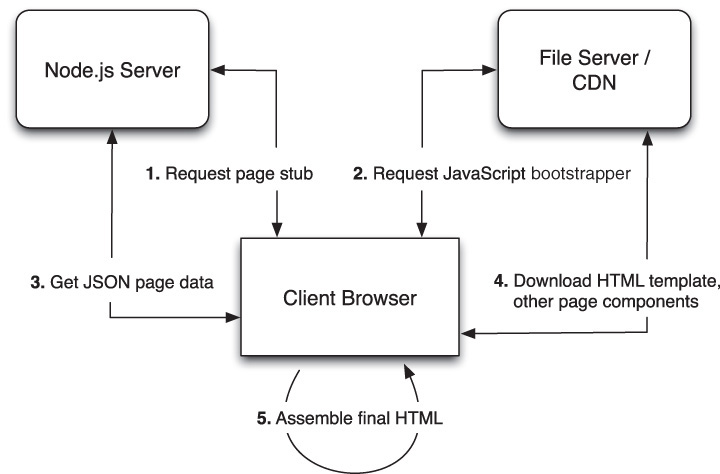 Node.js Server
File Server /
CDN
1. Request page stub
2. Request JavaScript bootstrapper
3. Get JSON page data
Client Browser
4. Download HTML template,
other page components
5. Assemble final HTML